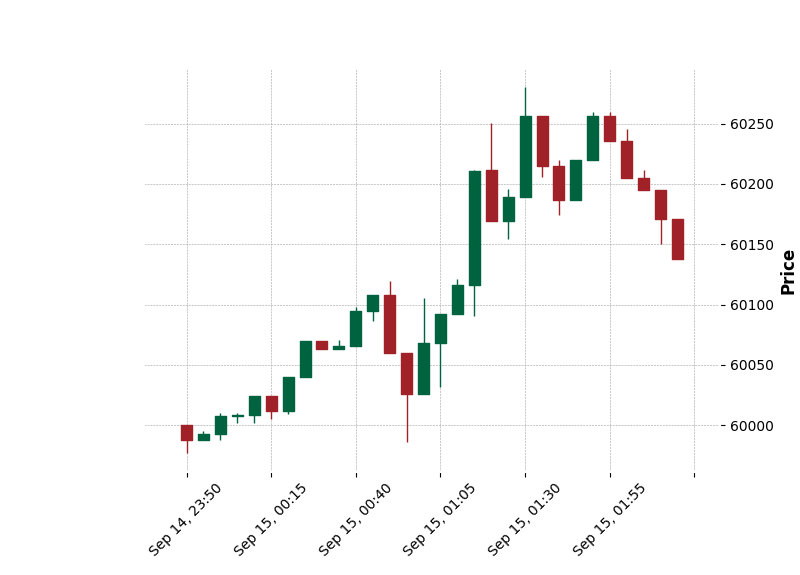 60250
60200
60150
60100
60050
60000
Price
Sep 14, 23:50
Sep 15, 00:15
Sep 15, 00:40
Sep 15, 01:05
Sep 15, 01:30
Sep 15, 01:55